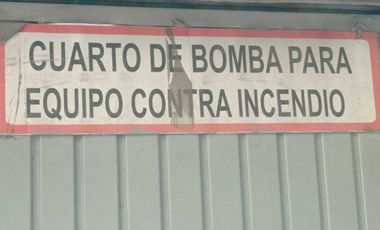 CUARTO DE BOMBA PARA
EQUIPO CONTRA INCENDIO